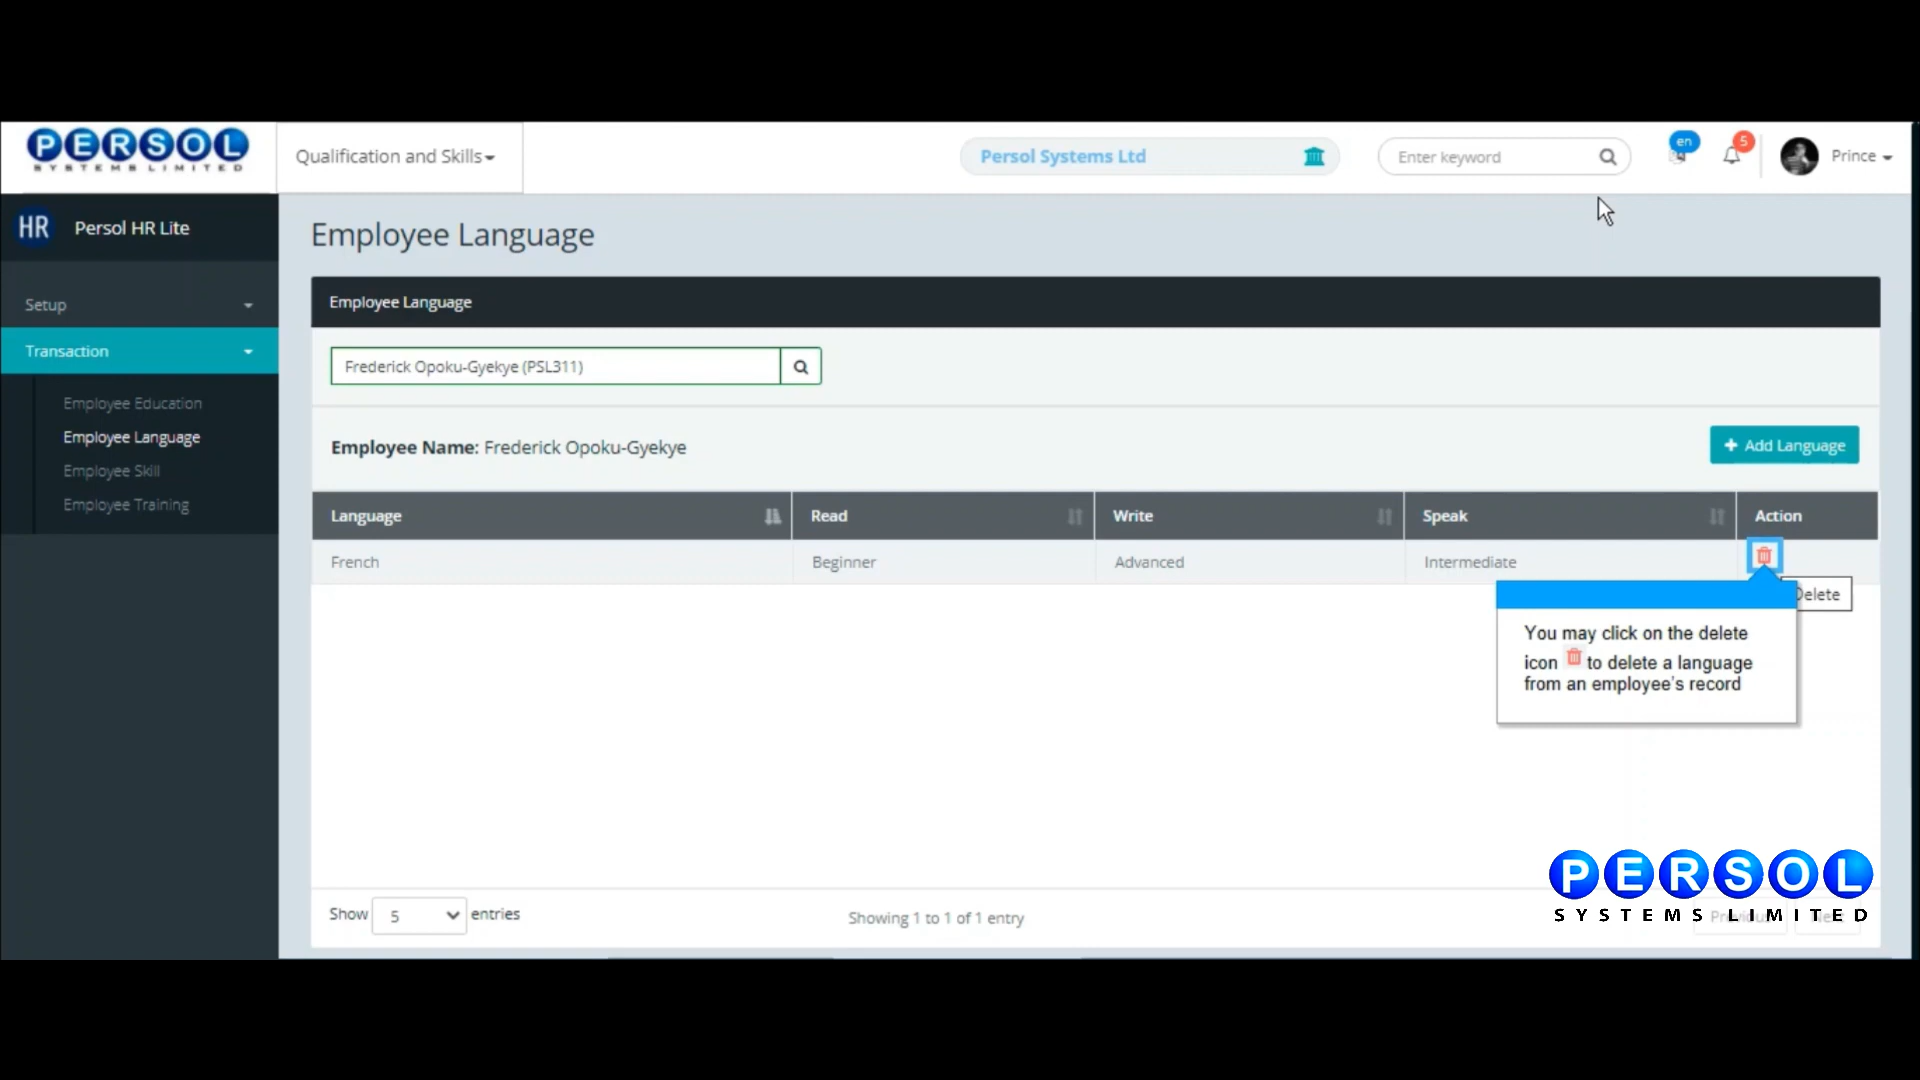 PERSOL
SYSTEMS LIMITED
Qualification and Skills
Persol Systems Ltd
Enter keyword
en
5
Prince
HR
Persol HR Lite
Setup
Transaction
Employee Education
Employee Language
Employee Skill
Employee Training
Employee Language
Employee Language
Frederick Opoku-Gyekye (PSL311)
Employee Name: Frederick Opoku-Gyekye
+ Add Language
Language Read Write Speak Action
French Beginner Advanced Intermediate
Delete
You may click on the delete
icon to delete a language
from an employee's record
Show 5 entries
Showing 1 to 1 of 1 entry
PERSOL
SYSTEMS LIMITED